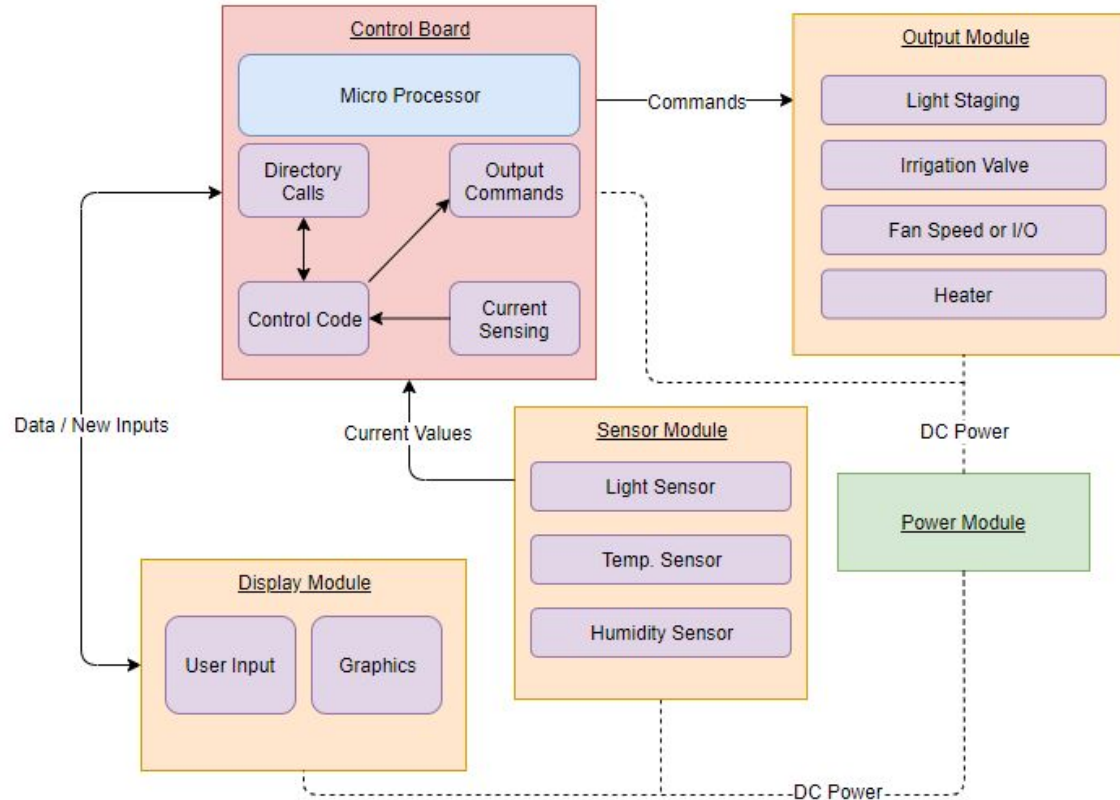 Control Board
Micro Processor
Directory
Calls
Output
Commands
Control Code
Current
Sensing
Commands
Output Module
Light Staging
Irrigation Valve
Fan Speed or I/O
Heater
Data / New Inputs
Current Values
Sensor Module
Light Sensor
Temp. Sensor
Humidity Sensor
DC Power
Power Module
Display Module
User Input
Graphics
DC Power